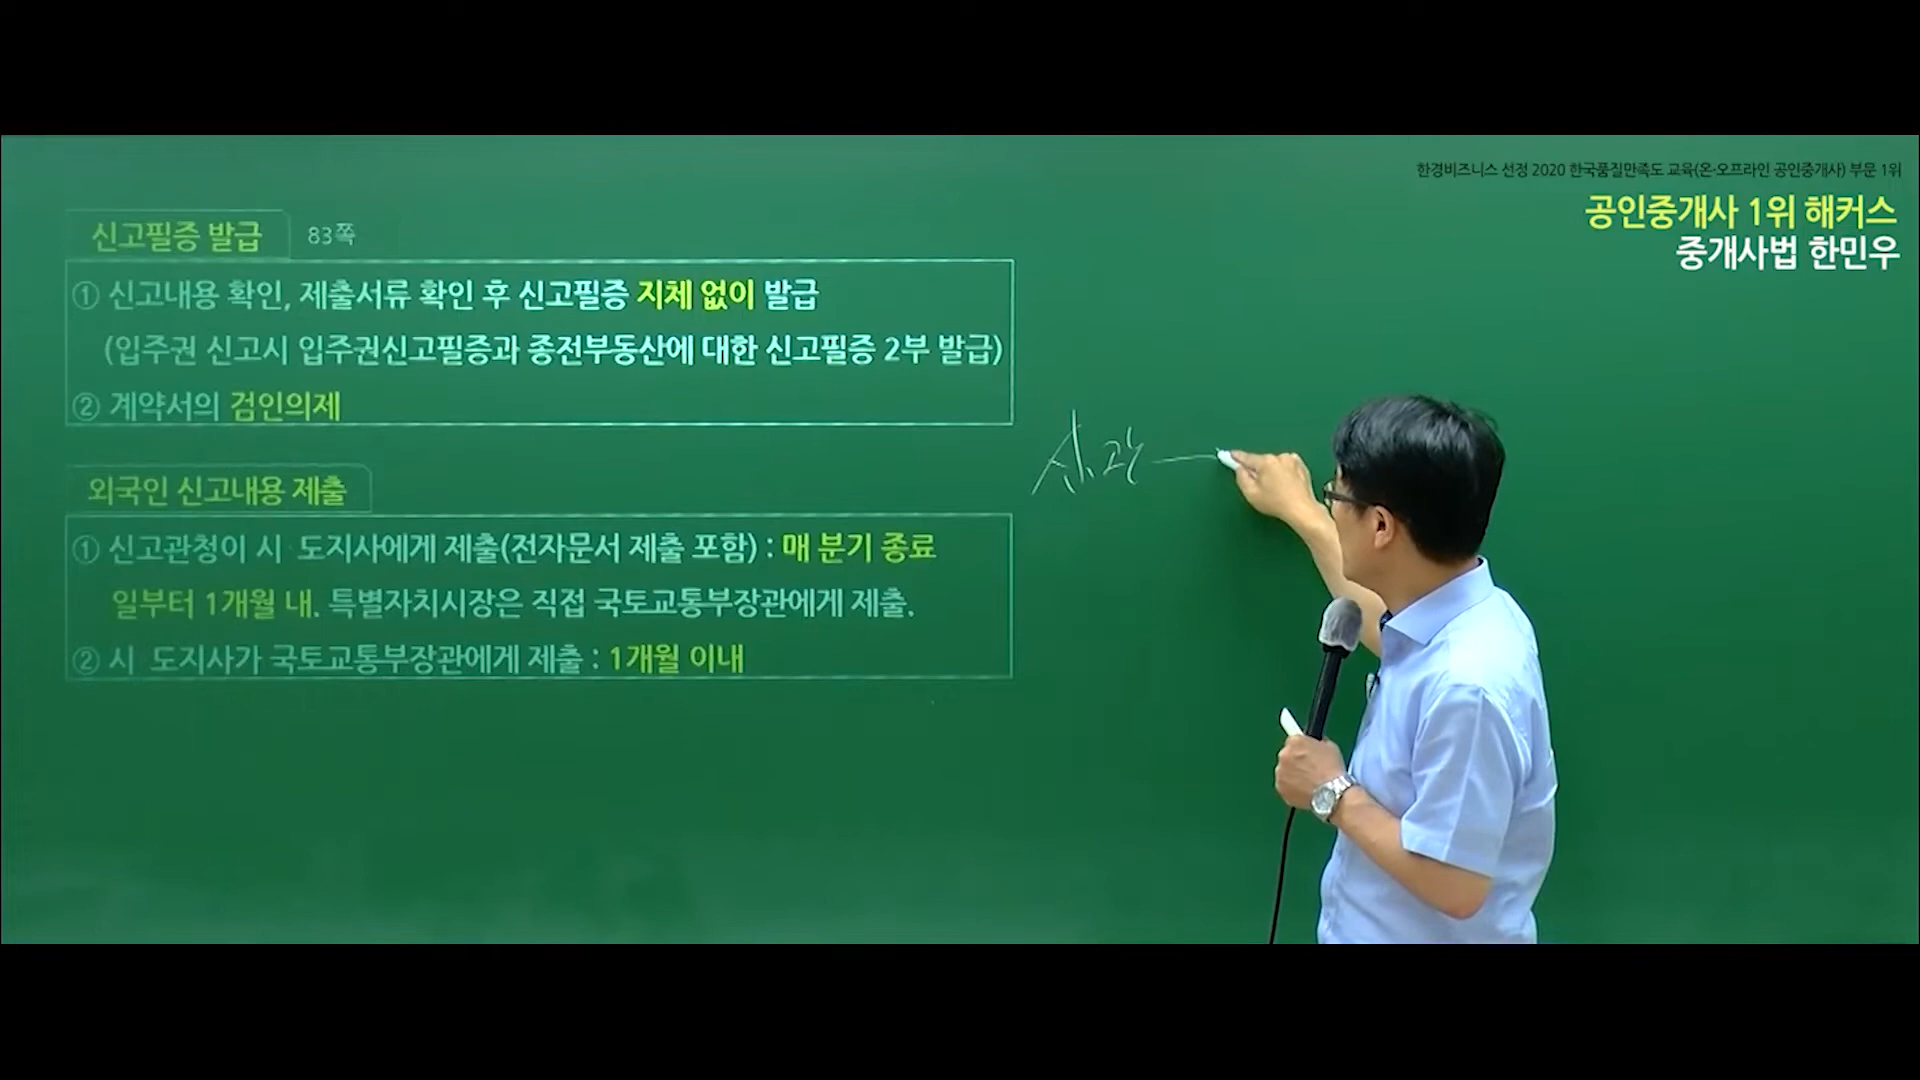 한경비즈니스 선정 2020 한국품질만족도 교육(온·오프라인 공인중개사) 부문 1위
공인중개사 1위 해커스
중개사법 한민우
신고필증 발급 83쪽
① 신고내용 확인, 제출서류 확인 후 신고필증 지체 없이 발급
(입주권 신고시 입주권신고필증과 종전부동산에 대한 신고필증 2부 발급)
② 계약서의 검인의제
외국인 신고내용 제출
① 신고관청이 시 도지사에게 제출(전자문서 제출 포함) : 매 분기 종료
일부터 1개월 내. 특별자치시장은 직접 국토교통부장관에게 제출.
② 시 도지사가 국토교통부장관에게 제출 : 1개월 이내